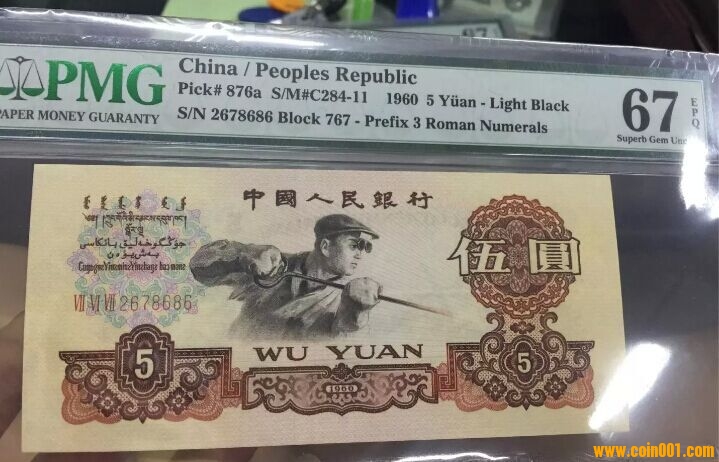 PMG
PAPER MONEY GUARANTY
China / Peoples Republic
Pick# 876a S/M#C284-11 1960 5 Yüan - Light Black
S/N 2678686 Block 767 - Prefix 3 Roman Numerals
67
EPQ
Superb Gem Unc
中國人民銀行
VII VI VII 2678686
伍圓
5
WU YUAN
1960
5
www.coin001.com